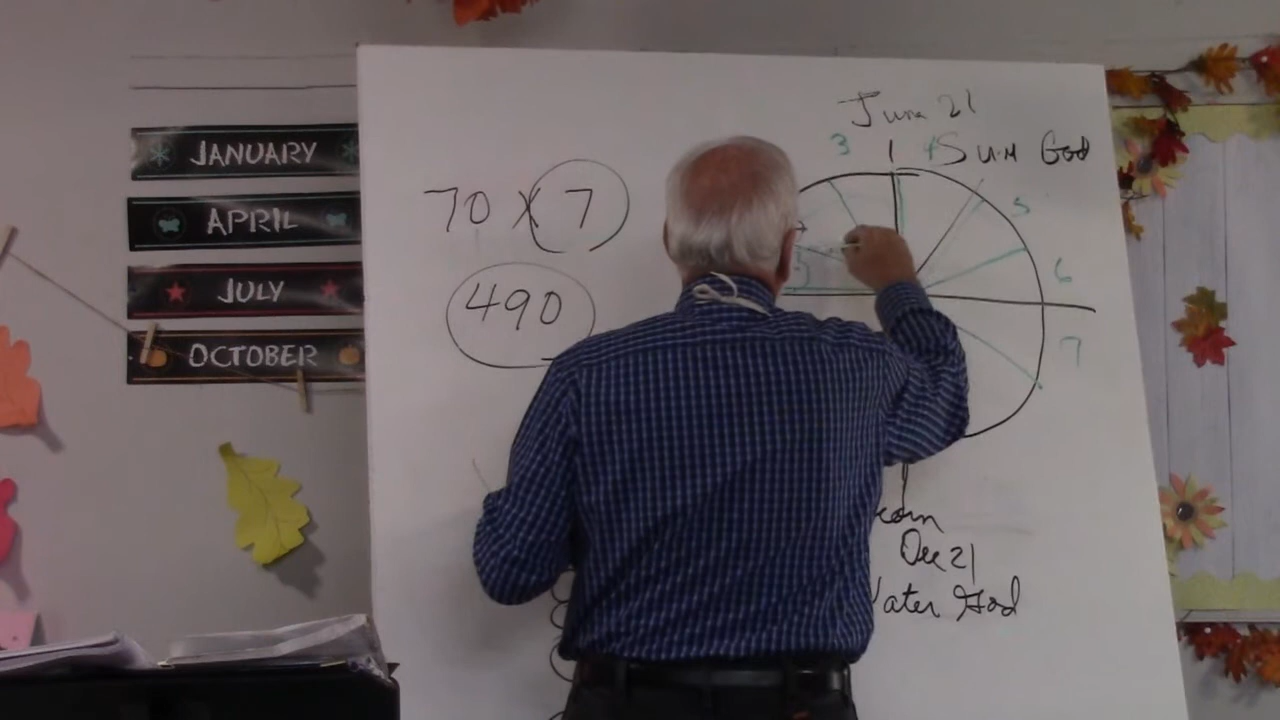 JANUARY
APRIL
JULY
OCTOBER
70 x 7
490
June 21
3 1 4 Sun God
5
6
7
Dec 21
Water God